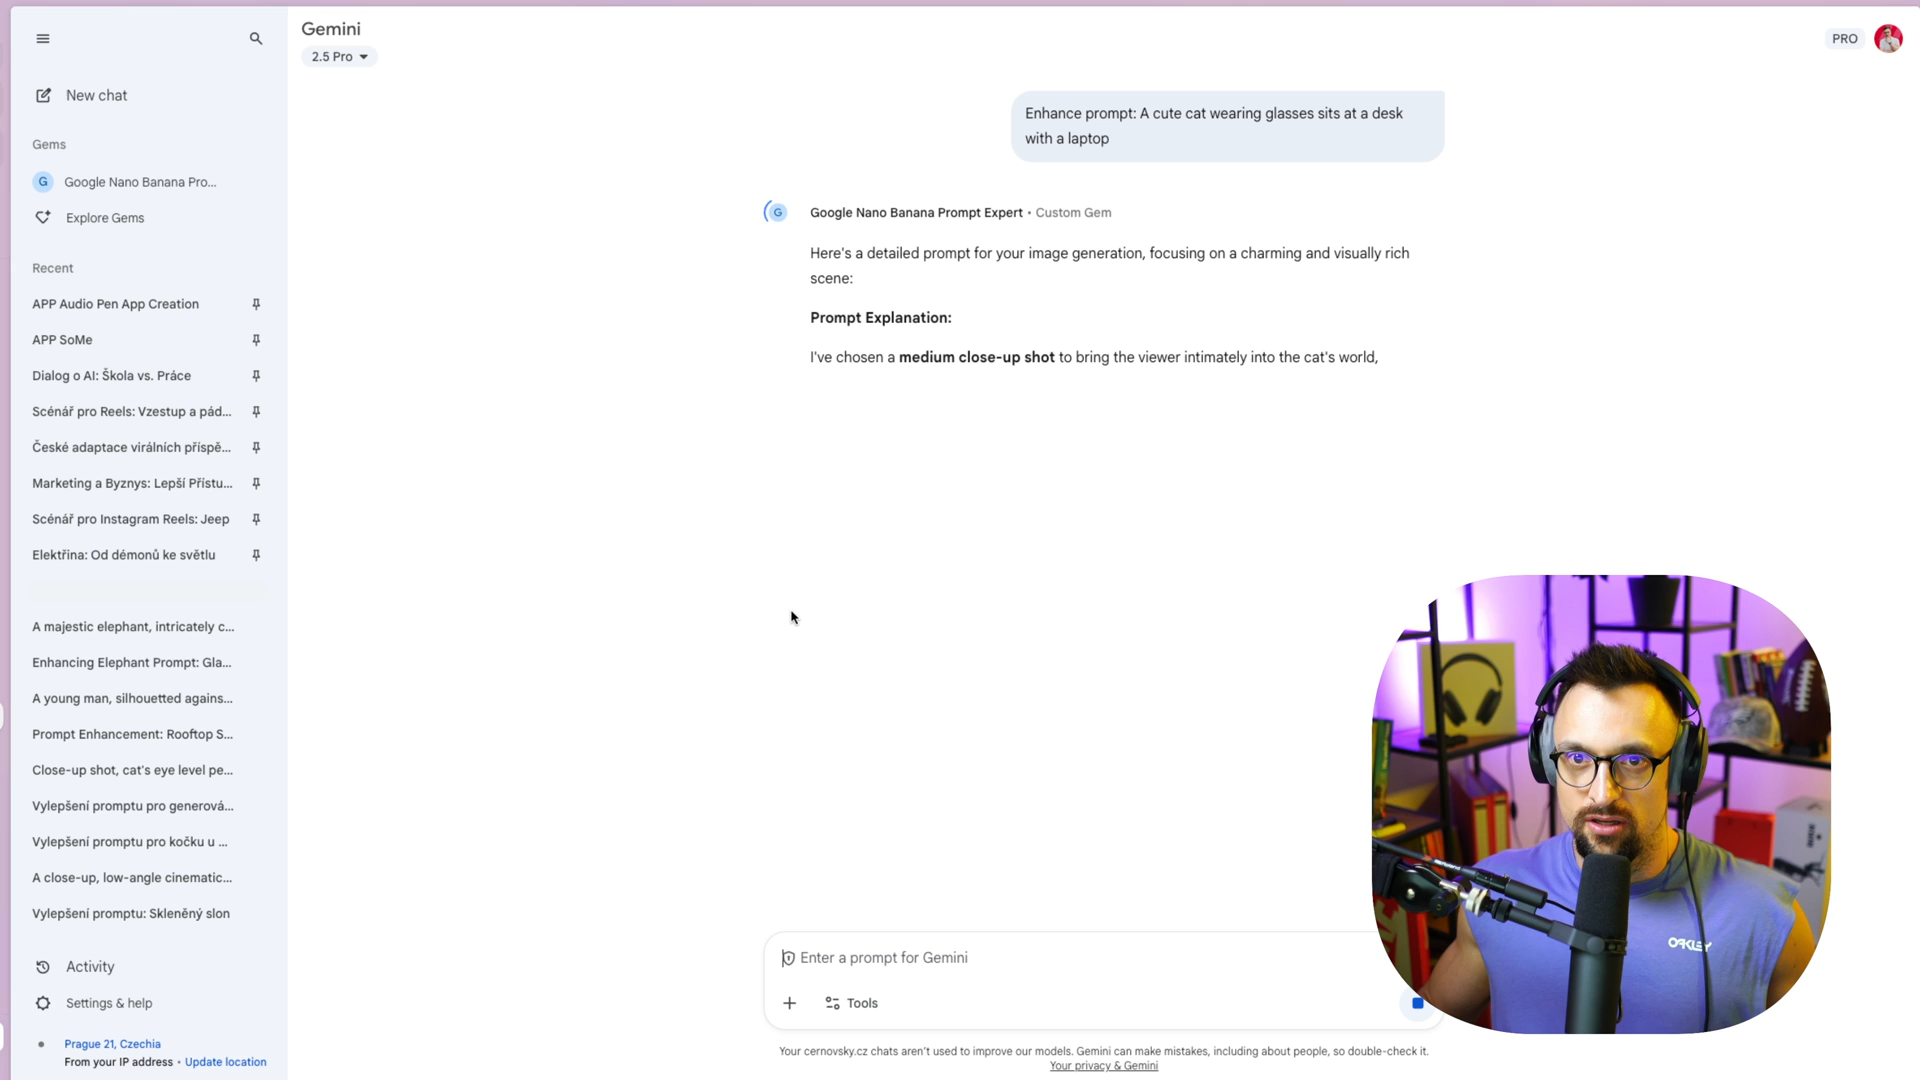 Gemini
2.5 Pro
PRO
New chat
Gems
G
Google Nano Banana Pro...
Explore Gems
Recent
APP Audio Pen App Creation
APP SoMe
Dialog o AI: Škola vs. Práce
Scénář pro Reels: Vzestup a pád...
České adaptace virálních příspě...
Marketing a Byznys: Lepší Přístu...
Scénář pro Instagram Reels: Jeep
Elektřina: Od démonů ke světlu
A majestic elephant, intricately c...
Enhancing Elephant Prompt: Gla...
A young man, silhouetted agains...
Prompt Enhancement: Rooftop S...
Close-up shot, cat's eye level pe...
Vylepšení promptu pro generová...
Vylepšení promptu pro kočku u ...
A close-up, low-angle cinematic...
Vylepšení promptu: Skleněný slon
Activity
Settings & help
Prague 21, Czechia
From your IP address • Update location
Enhance prompt: A cute cat wearing glasses sits at a desk
with a laptop
G
Google Nano Banana Prompt Expert • Custom Gem
Here's a detailed prompt for your image generation, focusing on a charming and visually rich
scene:
Prompt Explanation:
I've chosen a medium close-up shot to bring the viewer intimately into the cat's world,
Enter a prompt for Gemini
Tools
Your cernovsky.cz chats aren't used to improve our models. Gemini can make mistakes, including about people, so double-check it.
Your privacy & Gemini
OAKLEY